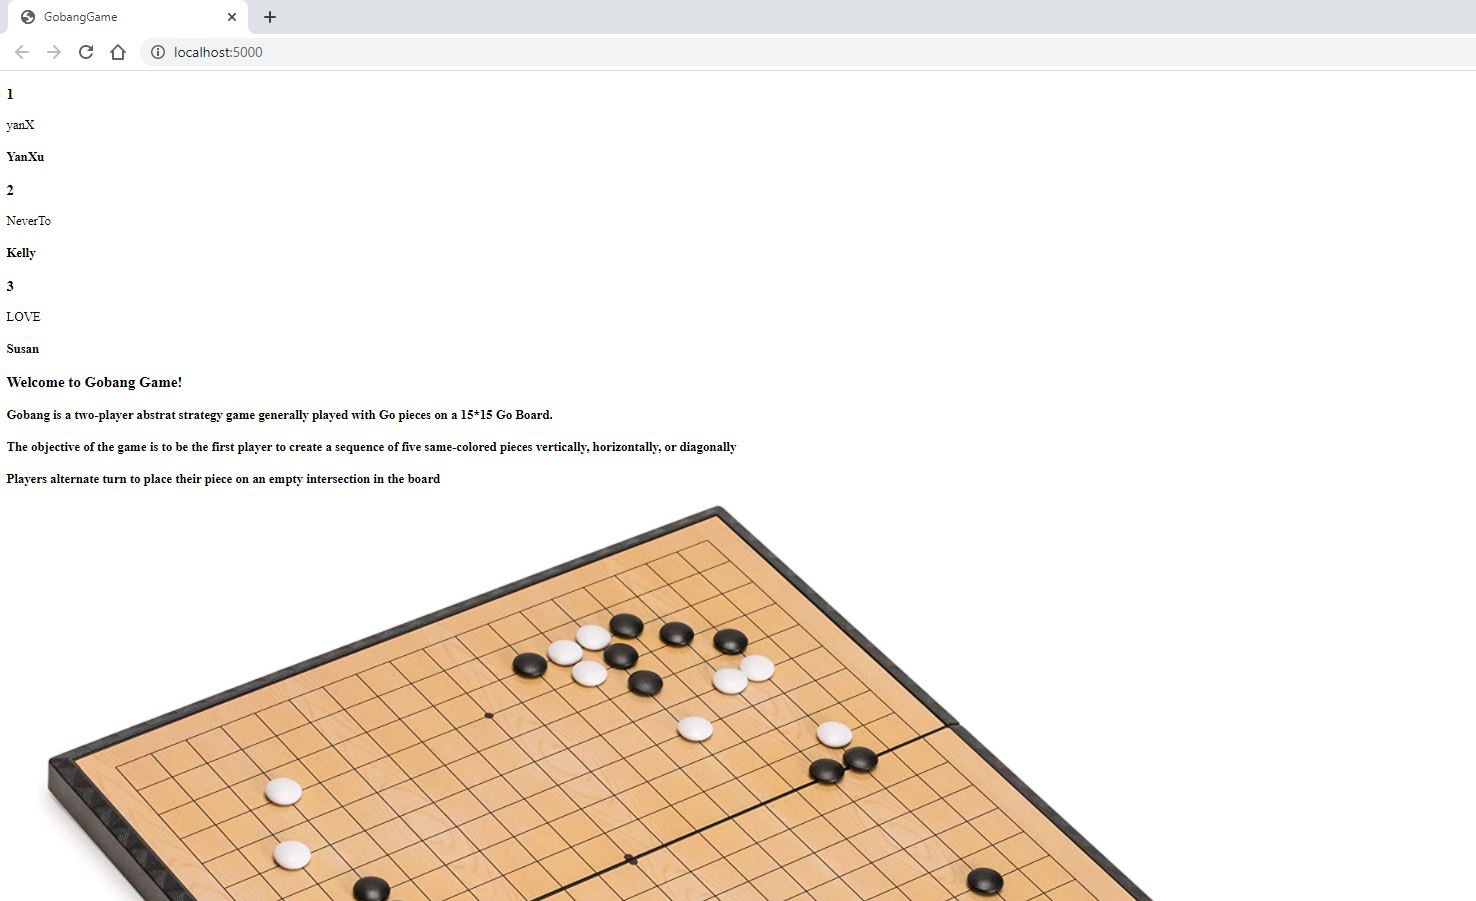 GobangGame
localhost:5000
1
yanX
YanXu
2
NeverTo
Kelly
3
LOVE
Susan
Welcome to Gobang Game!
Gobang is a two-player abstrat strategy game generally played with Go pieces on a 15*15 Go Board.
The objective of the game is to be the first player to create a sequence of five same-colored pieces vertically, horizontally, or diagonally
Players alternate turn to place their piece on an empty intersection in the board